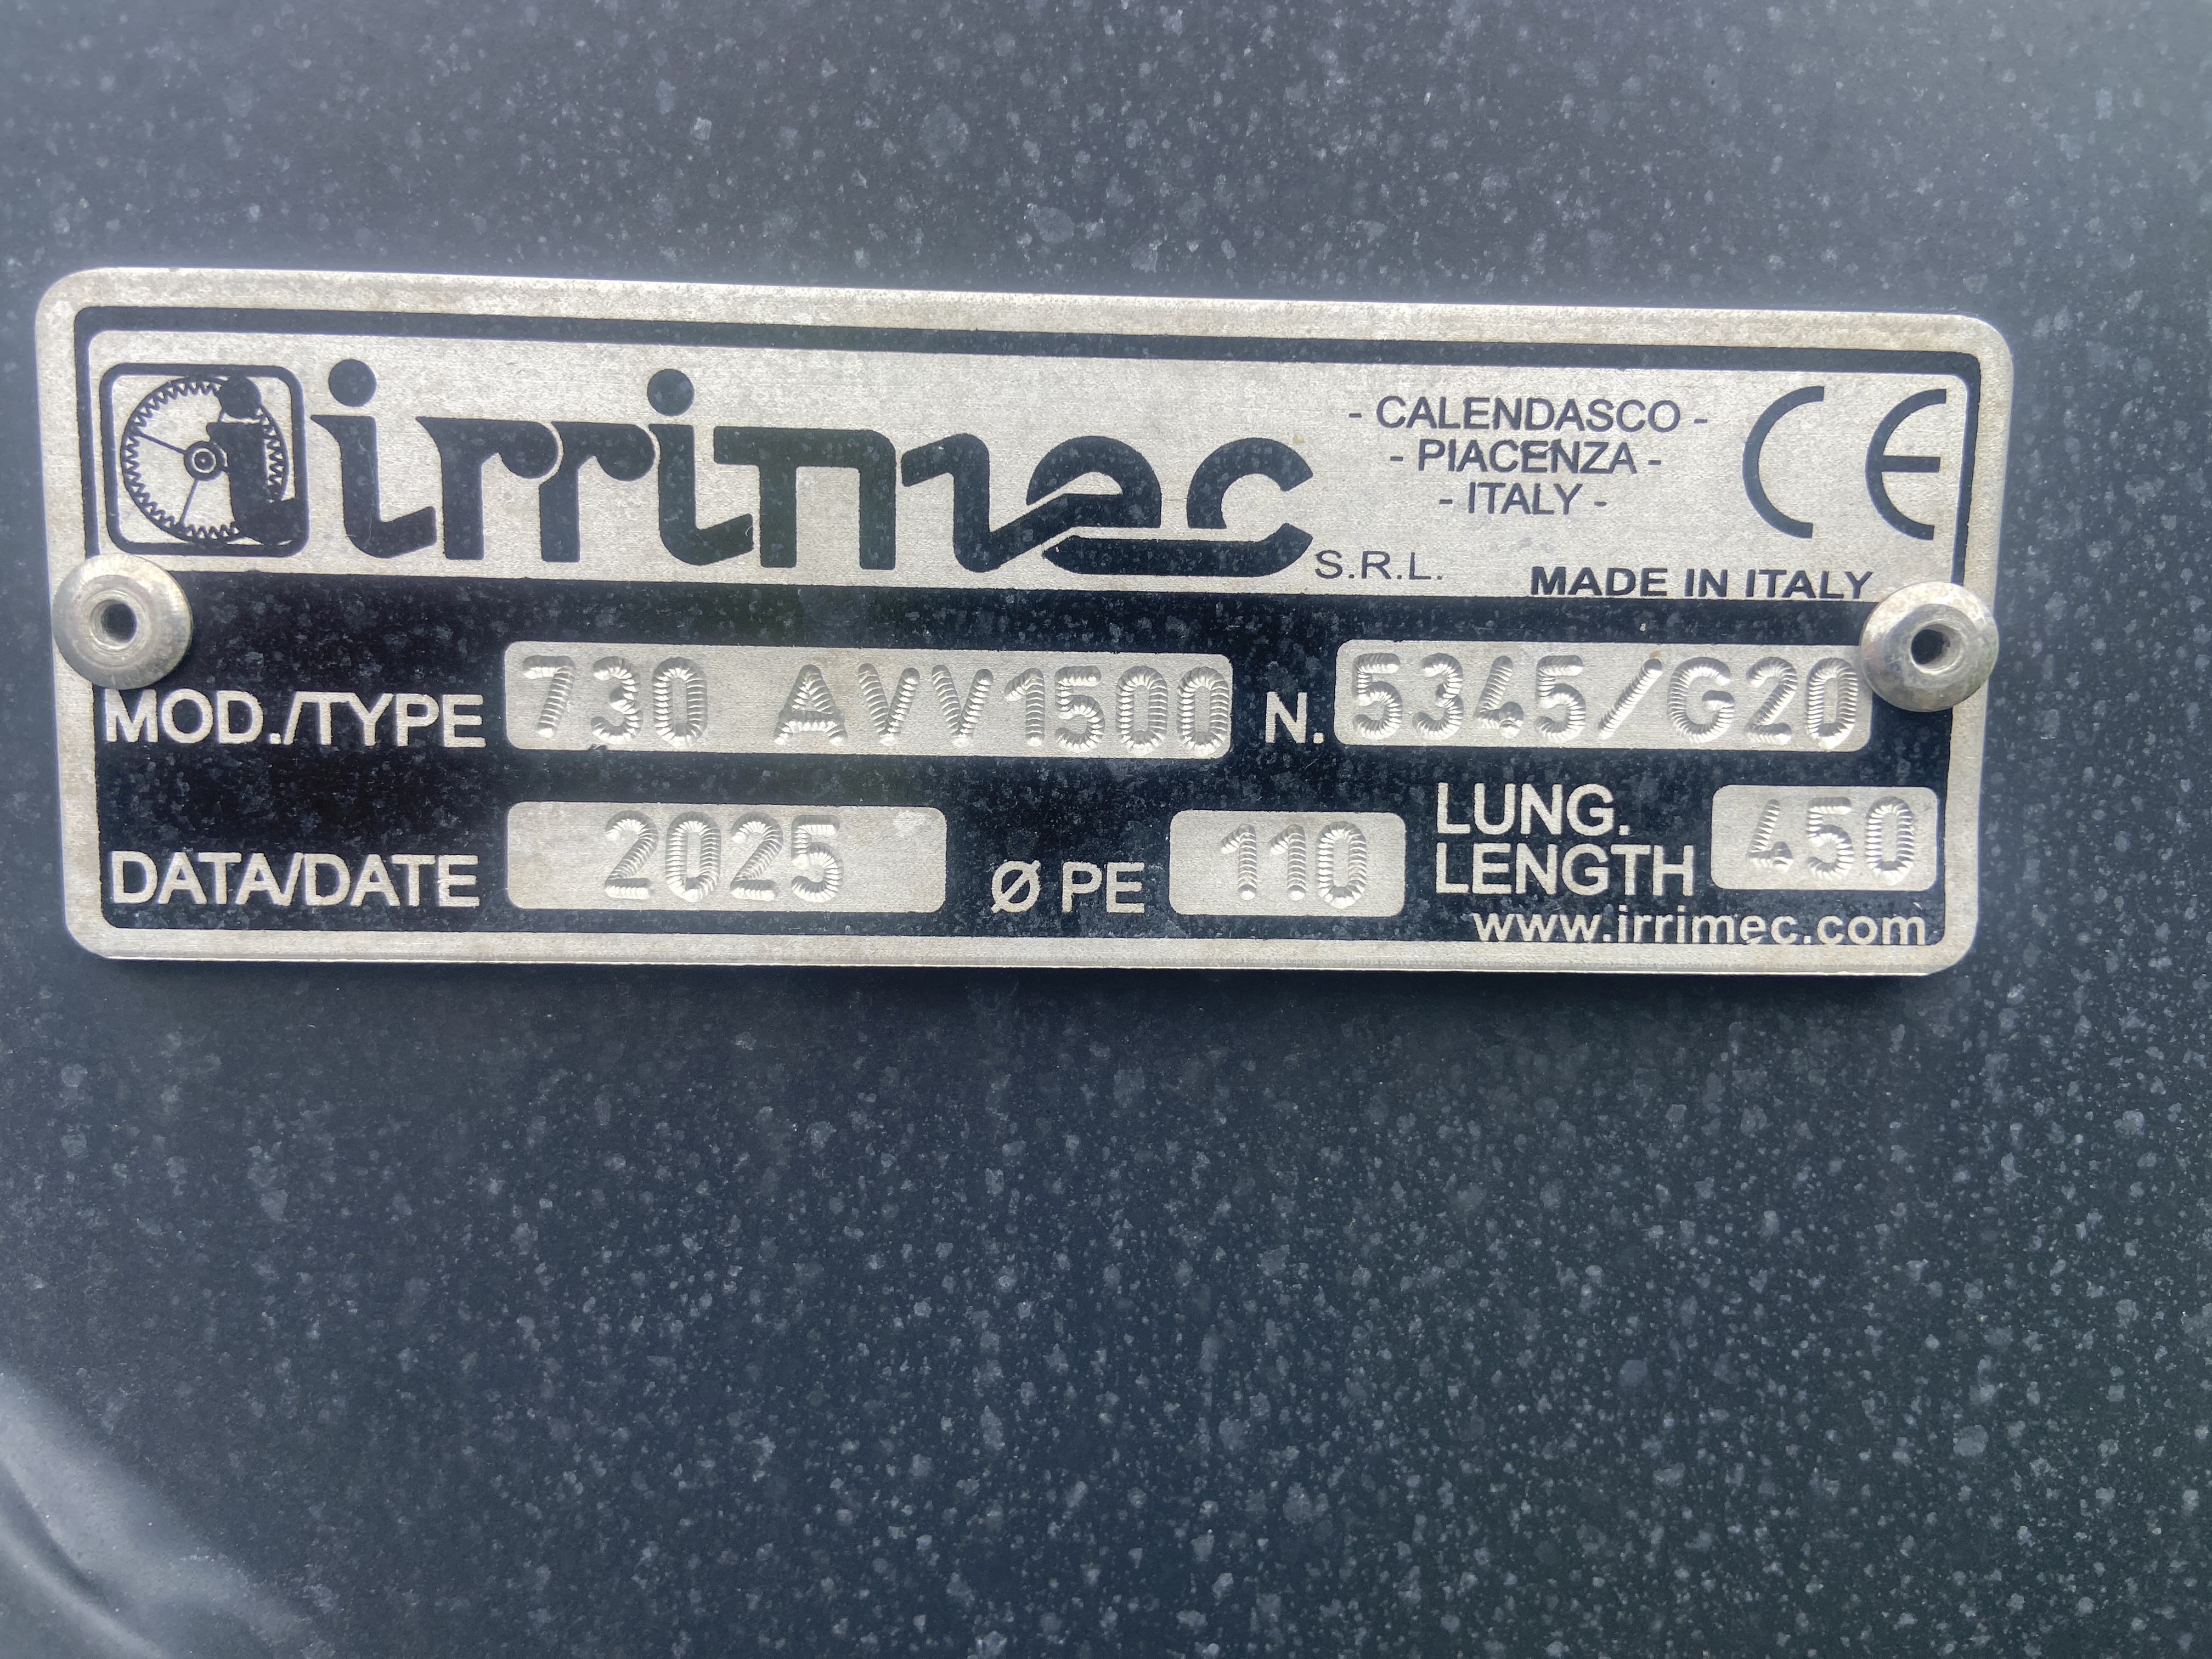 irrimec S.R.L.
- CALENDASCO -
- PIACENZA -
- ITALY -
CE
MADE IN ITALY
MOD./TYPE 730 AVV1500 N. 5345/G20
DATA/DATE 2025 Ø PE 110 LUNG. LENGTH 450
www.irrimec.com